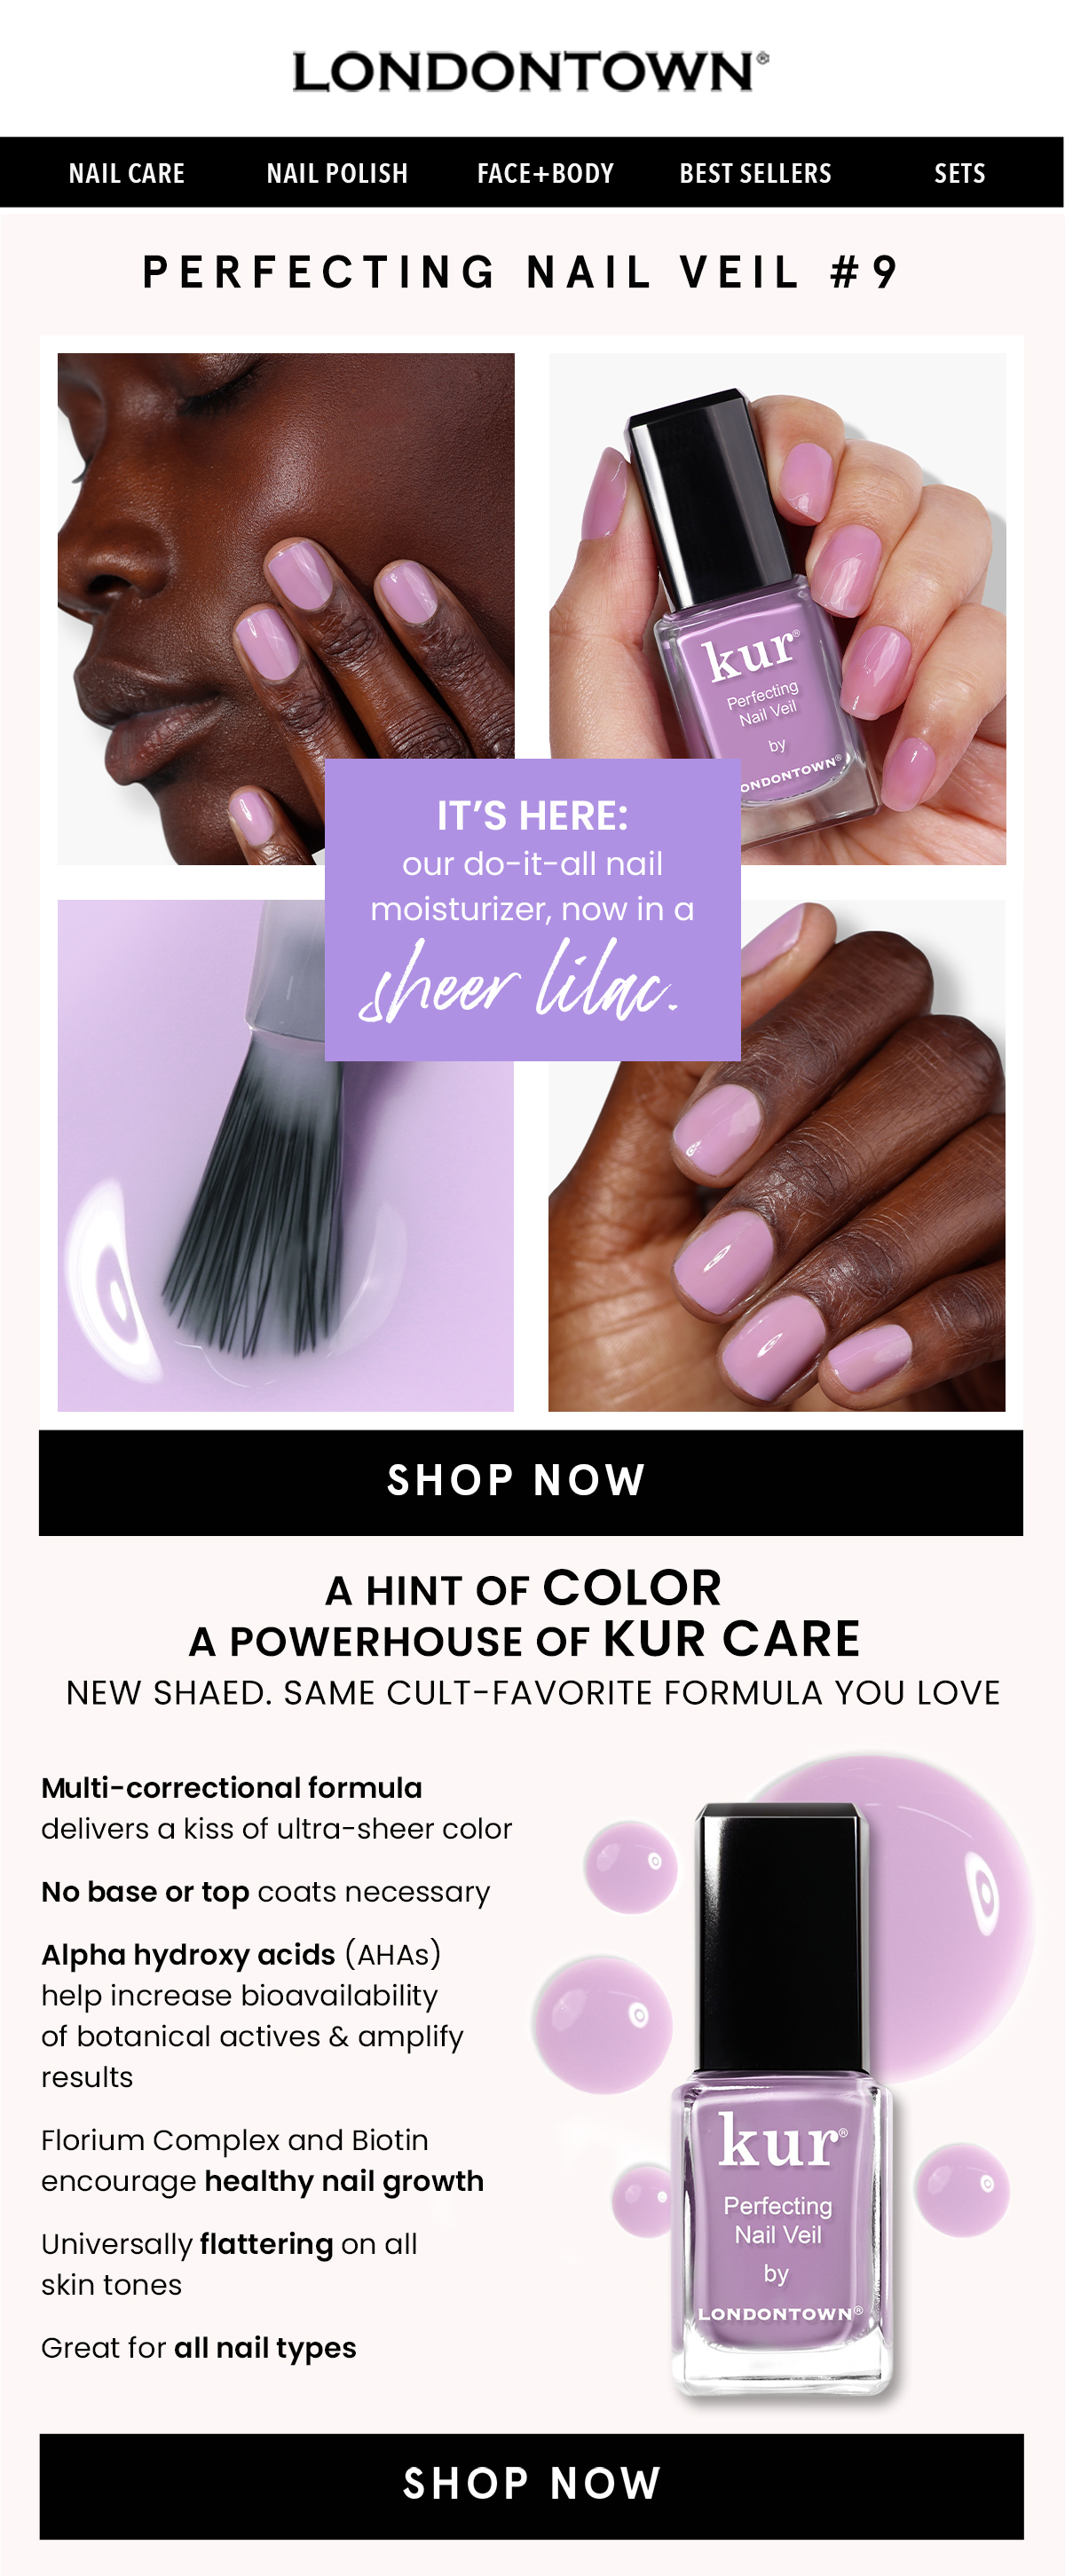 LONDONTOWN®
NAIL CARE NAIL POLISH FACE+BODY BEST SELLERS SETS
PERFECTING NAIL VEIL #9
kur®
Perfecting
Nail Veil
by
ONDONTOWN®
IT'S HERE:
our do-it-all nail
moisturizer, now in a
sheer lilac.
SHOP NOW
A HINT OF COLOR
A POWERHOUSE OF KUR CARE
NEW SHAED. SAME CULT-FAVORITE FORMULA YOU LOVE
Multi-correctional formula
delivers a kiss of ultra-sheer color
No base or top coats necessary
Alpha hydroxy acids (AHAs)
help increase bioavailability
of botanical actives & amplify
results
Florium Complex and Biotin
encourage healthy nail growth
Universally flattering on all
skin tones
Great for all nail types
kur®
Perfecting
Nail Veil
by
LONDONTOWN®
SHOP NOW